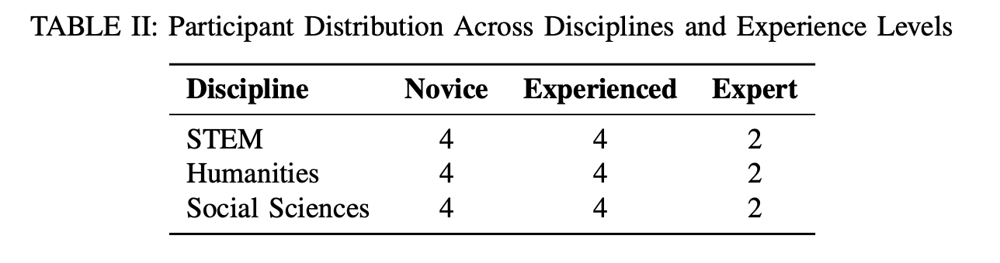 TABLE II: Participant Distribution Across Disciplines and Experience Levels
Discipline Novice Experienced Expert
STEM 4 4 2
Humanities 4 4 2
Social Sciences 4 4 2